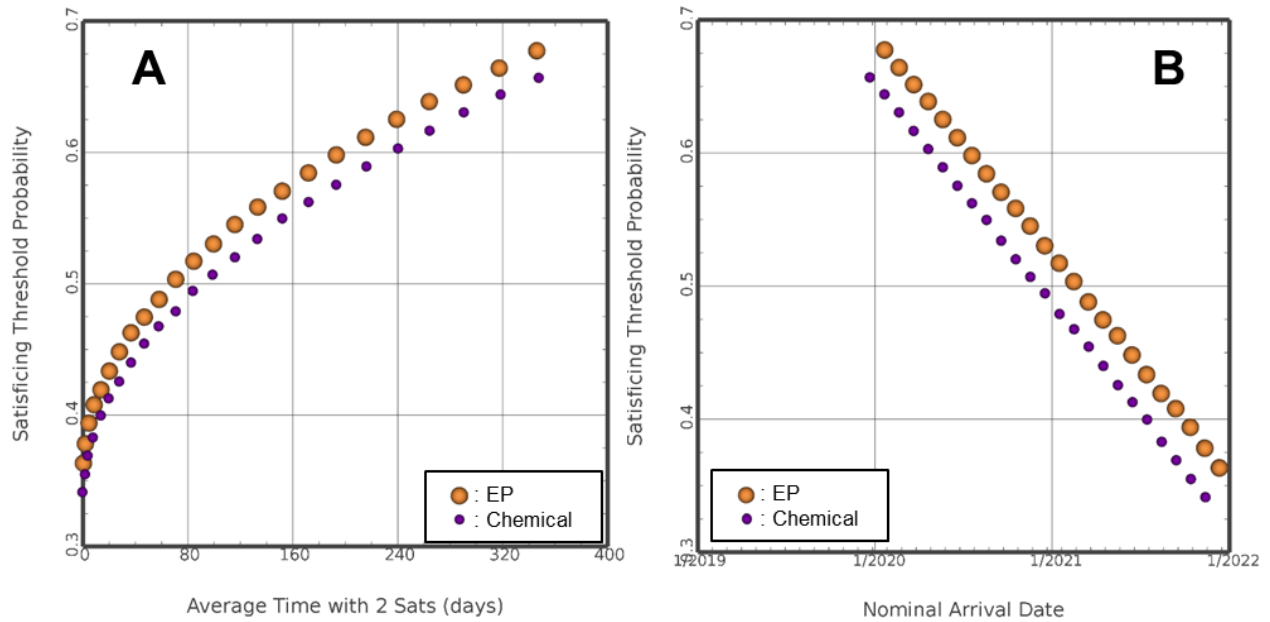 A
Satisficing Threshold Probability
0.7
0.6
0.5
0.4
0.3
0
80
160
240
320
400
Average Time with 2 Sats (days)
: EP
: Chemical
B
Satisficing Threshold Probability
0.7
0.6
0.5
0.4
0.3
1/2019
1/2020
1/2021
1/2022
Nominal Arrival Date
: EP
: Chemical